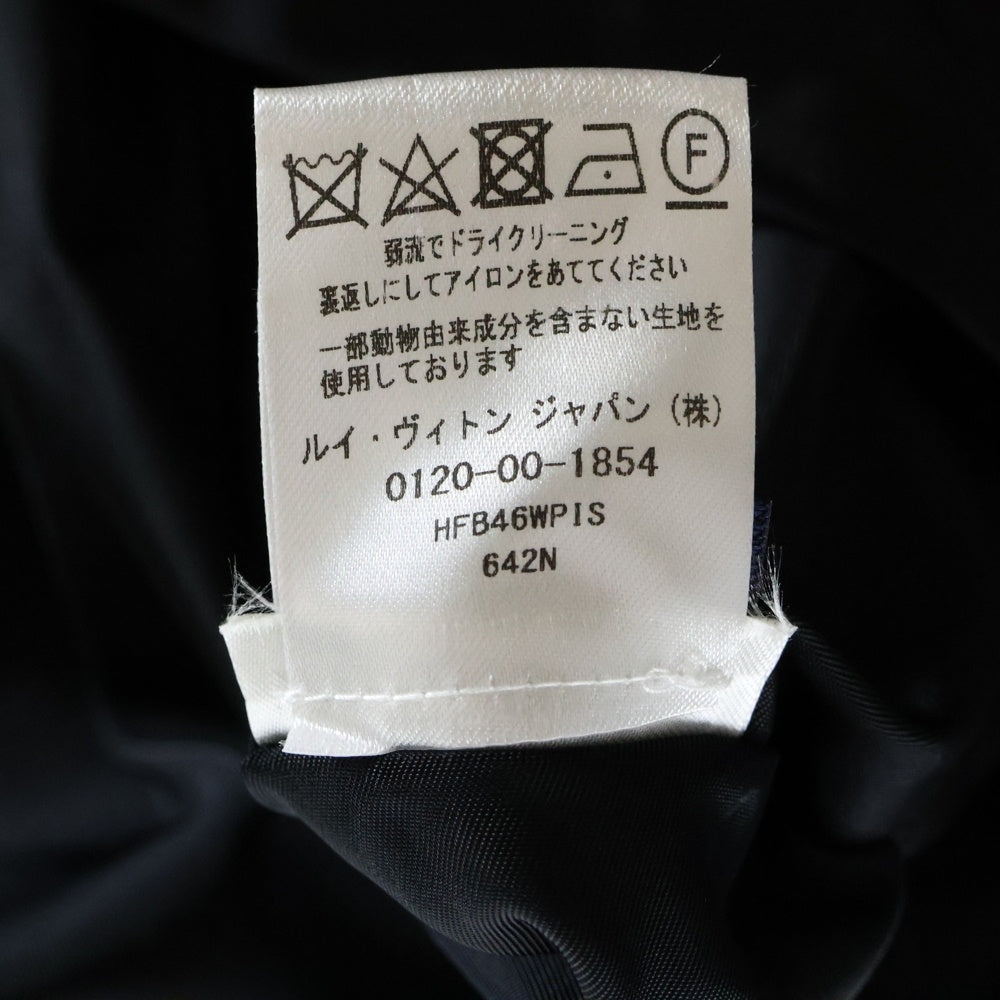 F
弱流でドライクリーニング
裏返しにしてアイロンをあててください
一部動物由来成分を含まない生地を
使用しております
ルイ・ヴィトン ジャパン (株)
0120-00-1854
HFB46WPIS
642N